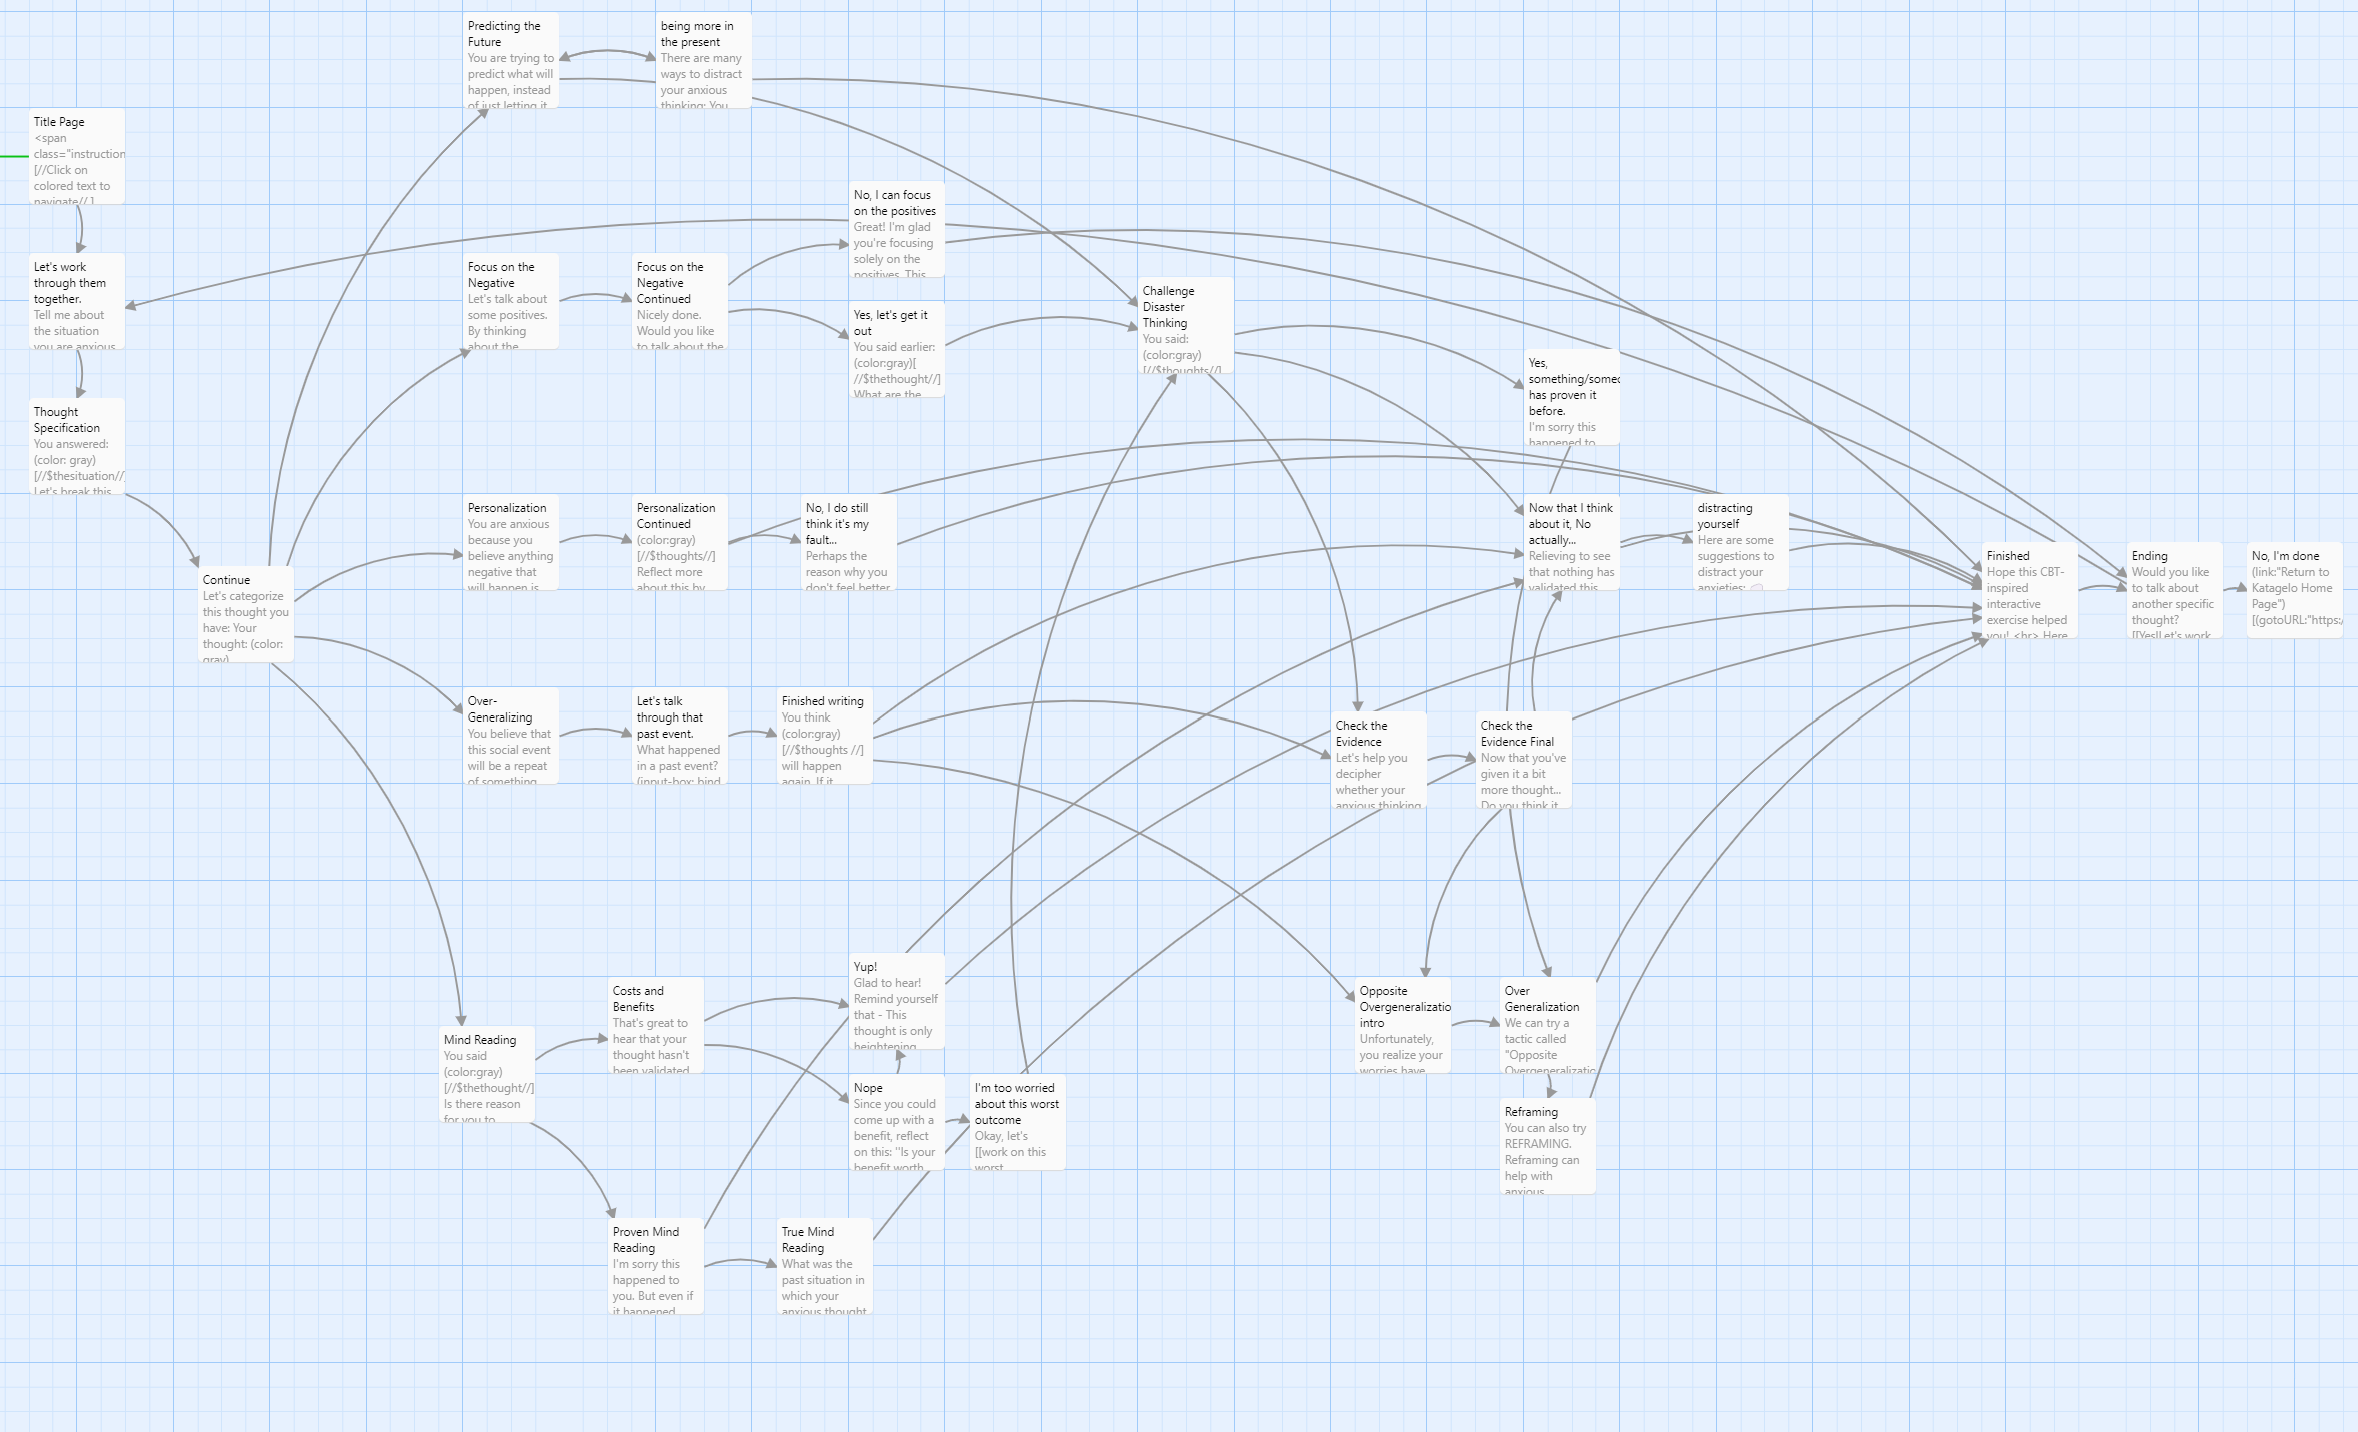 Predicting the
Future
You are trying to
predict what will
happen, instead
of just letting it
being more in
the present
There are many
ways to distract
your anxious
thinking: You
Title Page
<span
class="instruction
[//Click on
colored text to
navigate// ]
Let's work
through them
together.
Tell me about
the situation
you are anxious
Thought
Specification
You answered:
(color: gray)
[//$thesituation//]
Let's break this
Continue
Let's categorize
this thought you
have: Your
thought: (color:
gray)
Focus on the
Negative
Let's talk about
some positives.
By thinking
about the
Focus on the
Negative
Continued
Nicely done.
Would you like
to talk about the
No, I can focus
on the positives
Great! I'm glad
you're focusing
solely on the
positives. This
Yes, let's get it
out
You said earlier:
(color:gray)[
//$thethought//]
What are the
Challenge
Disaster
Thinking
You said:
(color:gray)
[//$thoughts//]
Yes,
something/someo
has proven it
before.
I'm sorry this
happened to
Personalization
You are anxious
because you
believe anything
negative that
will happen is
Personalization
Continued
(color:gray)
[//$thoughts//]
Reflect more
about this by
No, I do still
think it's my
fault...
Perhaps the
reason why you
don't feel better
Now that I think
about it, No
actually...
Relieving to see
that nothing has
validated this
distracting
yourself
Here are some
suggestions to
distract your
anxieties:
Finished
Hope this CBT-
inspired
interactive
exercise helped
you! <hr> Here
Ending
Would you like
to talk about
another specific
thought?
[[Yes|Let's work
No, I'm done
(link:"Return to
Katagelo Home
Page")
[(gotoURL:"https:/
Over-
Generalizing
You believe that
this social event
will be a repeat
of something
Let's talk
through that
past event.
What happened
in a past event?
(input-box: bind
Finished writing
You think
(color:gray)
[//$thoughts //]
will happen
again. If it
Check the
Evidence
Let's help you
decipher
whether your
anxious thinking
Check the
Evidence Final
Now that you've
given it a bit
more thought...
Do you think it
Mind Reading
You said
(color:gray)
[//$thethought//]
Is there reason
for you to
Costs and
Benefits
That's great to
hear that your
thought hasn't
been validated
Yup!
Glad to hear!
Remind yourself
that - This
thought is only
heightening
Nope
Since you could
come up with a
benefit, reflect
on this: "Is your
benefit worth
I'm too worried
about this worst
outcome
Okay, let's
[[work on this
worst
Opposite
Overgeneralizatio
intro
Unfortunately,
you realize your
worries have
Over
Generalization
We can try a
tactic called
"Opposite
Overgeneralizatio
Reframing
You can also try
REFRAMING.
Reframing can
help with
anxious
Proven Mind
Reading
I'm sorry this
happened to
you. But even if
it happened
True Mind
Reading
What was the
past situation in
which your
anxious thought